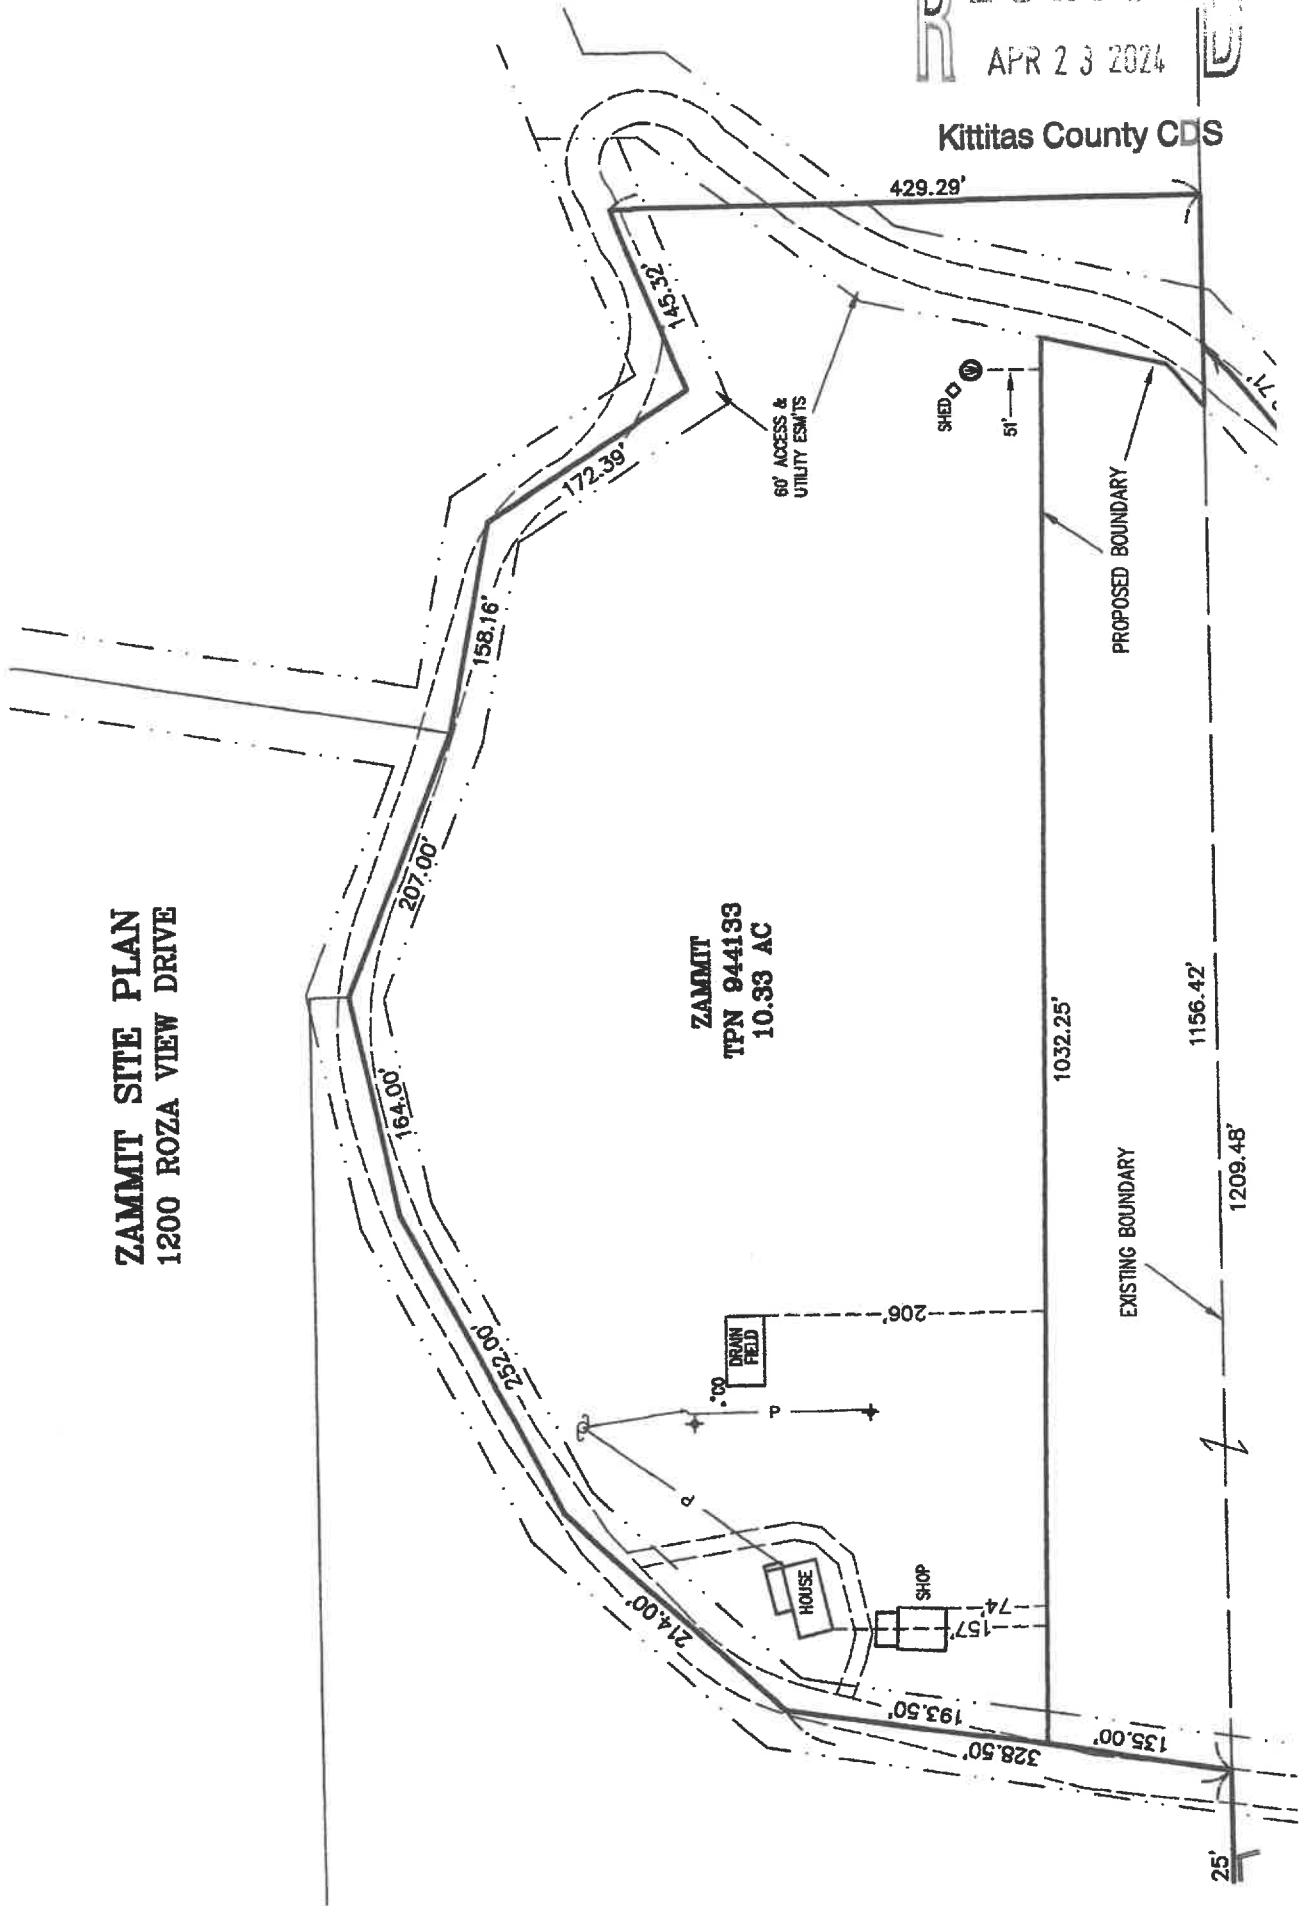 APR 23 2024
Kittitas County CDS
ZAMMIT SITE PLAN
1200 ROZA VIEW DRIVE
429.29'
145.32'
172.39'
158.16'
207.00'
164.00'
252.00'
214.00'
193.50'
328.50'
135.00'
25'
60' ACCESS &
UTILITY ESM'TS
SHED
W
51'
PROPOSED BOUNDARY
ZAMMIT
TPN 944133
10.33 AC
1032.25'
1156.42'
1209.48'
EXISTING BOUNDARY
206'
DRAIN
FIELD
CO
P
P
HOUSE
SHOP
74'
157'